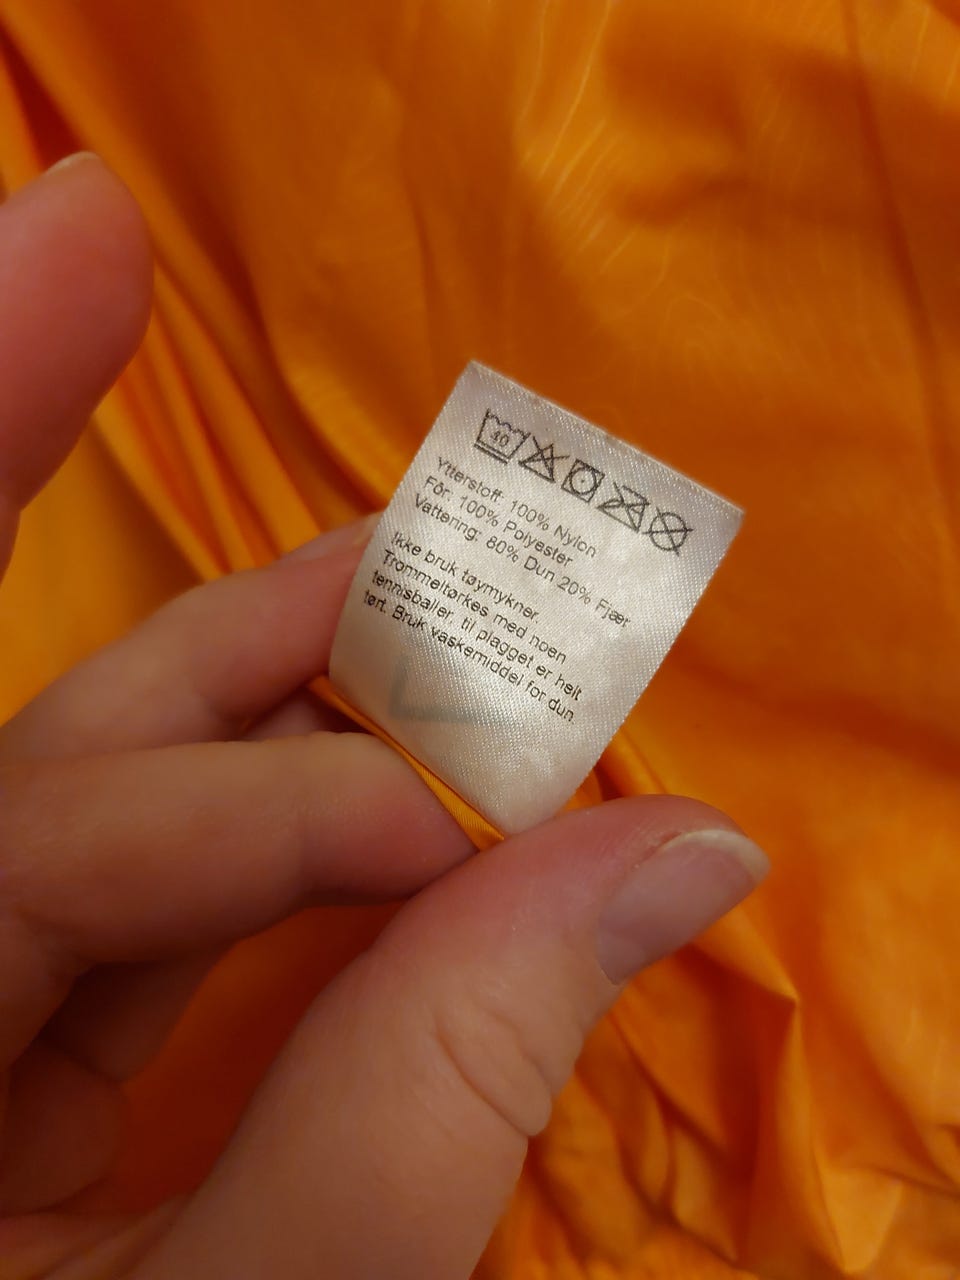 40
Ytterstoff: 100% Nylon
Fôr: 100% Polyester
Vattering: 80% Dun 20% Fjær
Ikke bruk tøymykner.
Trommeltørkes med noen
tennisballer, til plagget er helt
tørt. Bruk vaskemiddel for dun.
L